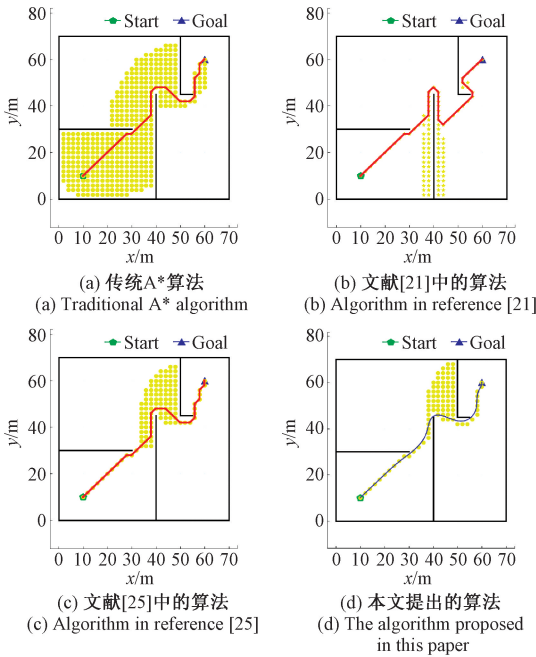 Start Goal
80
60
40
20
0
y/m
0 10 20 30 40 50 60 70
x/m
(a) 传统A*算法
(a) Traditional A* algorithm
Start Goal
80
60
40
20
0
y/m
0 10 20 30 40 50 60 70
x/m
(b) 文献[21]中的算法
(b) Algorithm in reference [21]
Start Goal
80
60
40
20
0
y/m
0 10 20 30 40 50 60 70
x/m
(c) 文献[25]中的算法
(c) Algorithm in reference [25]
Start Goal
80
60
40
20
0
y/m
0 10 20 30 40 50 60 70
x/m
(d) 本文提出的算法
(d) The algorithm proposed
in this paper